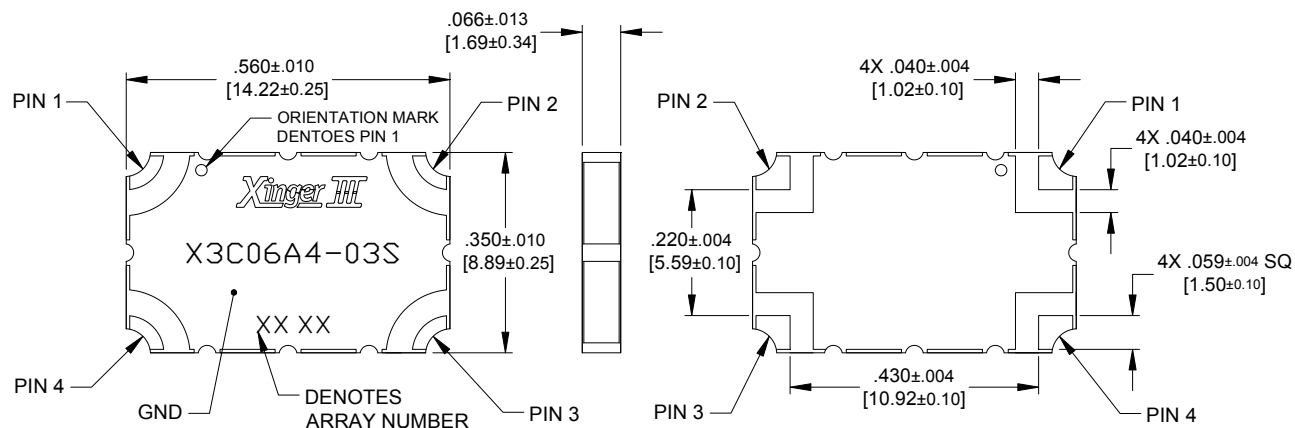 .066±.013
[1.69±0.34]
.560±.010
[14.22±0.25]
PIN 1
PIN 2
ORIENTATION MARK
DENTOES PIN 1
Xinger III
X3C06A4-03S
.350±.010
[8.89±0.25]
XX XX
PIN 4
GND
DENOTES
ARRAY NUMBER
PIN 3
4X .040±.004
[1.02±0.10]
PIN 2
PIN 1
4X .040±.004
[1.02±0.10]
.220±.004
[5.59±0.10]
4X .059±.004 SQ
[1.50±0.10]
.430±.004
[10.92±0.10]
PIN 3
PIN 4